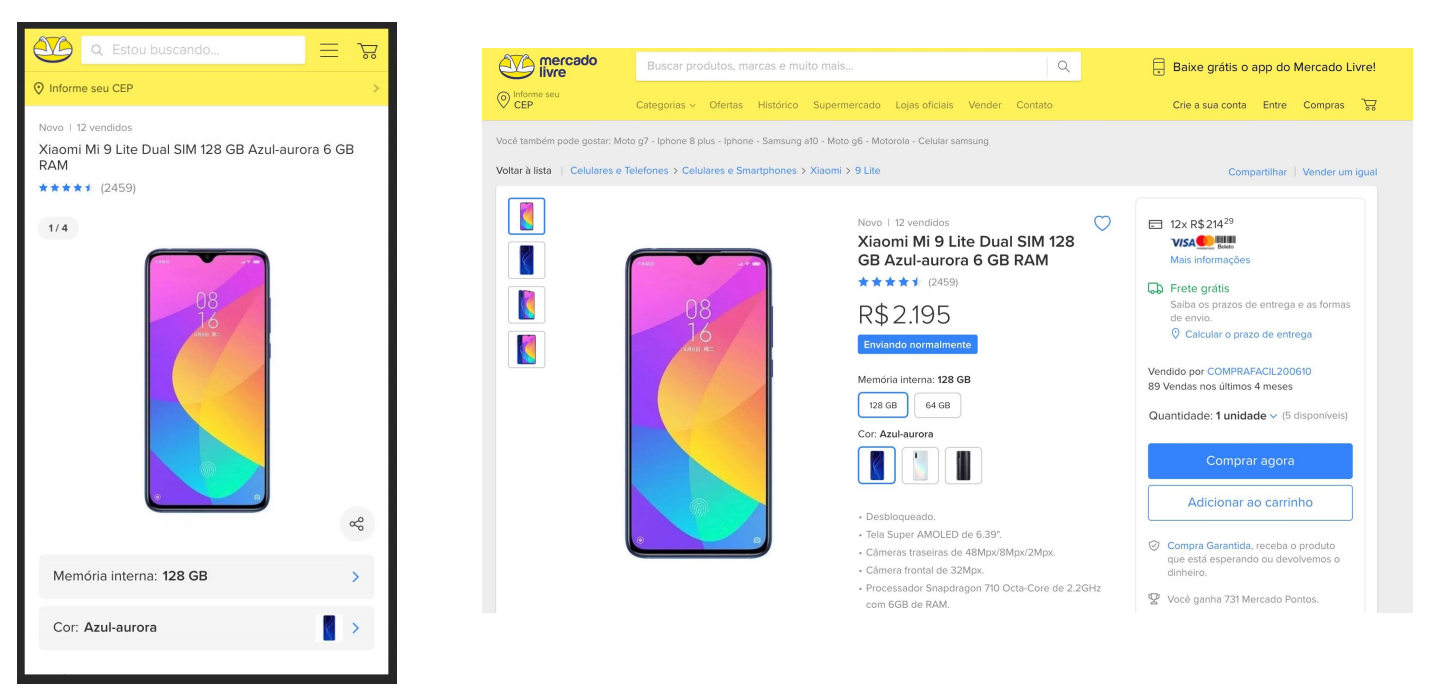 Estou buscando...
Informe seu CEP
Novo | 12 vendidos
Xiaomi Mi 9 Lite Dual SIM 128 GB Azul-aurora 6 GB
RAM
(2459)
1 / 4
08
16
Memória interna: 128 GB
Cor: Azul-aurora
mercado
livre
Buscar produtos, marcas e muito mais...
Baixe grátis o app do Mercado Livre!
Informe seu
CEP
Categorias Ofertas Histórico Supermercado Lojas oficiais Vender Contato
Crie a sua conta Entre Compras
Você também pode gostar: Moto g7 - Iphone 8 plus - Iphone - Samsung a10 - Moto g6 - Motorola - Celular samsung
Voltar à lista | Celulares e Telefones > Celulares e Smartphones > Xiaomi > 9 Lite
Compartilhar | Vender um igual
08
16
Novo | 12 vendidos
Xiaomi Mi 9 Lite Dual SIM 128
GB Azul-aurora 6 GB RAM
(2459)
R$ 2.195
Enviando normalmente
Memória interna: 128 GB
128 GB 64 GB
Cor: Azul-aurora
• Desbloqueado.
• Tela Super AMOLED de 6.39".
• Câmeras traseiras de 48Mpx/8Mpx/2Mpx.
• Câmera frontal de 32Mpx.
• Processador Snapdragon 710 Octa-Core de 2.2GHz
com 6GB de RAM.
12x R$ 214 29
VISA Boleto
Mais informações
Frete grátis
Saiba os prazos de entrega e as formas
de envio.
Calcular o prazo de entrega
Vendido por COMPRAFACIL200610
89 Vendas nos últimos 4 meses
Quantidade: 1 unidade (5 disponíveis)
Comprar agora
Adicionar ao carrinho
Compra Garantida, receba o produto
que está esperando ou devolvemos o
dinheiro.
Você ganha 731 Mercado Pontos.